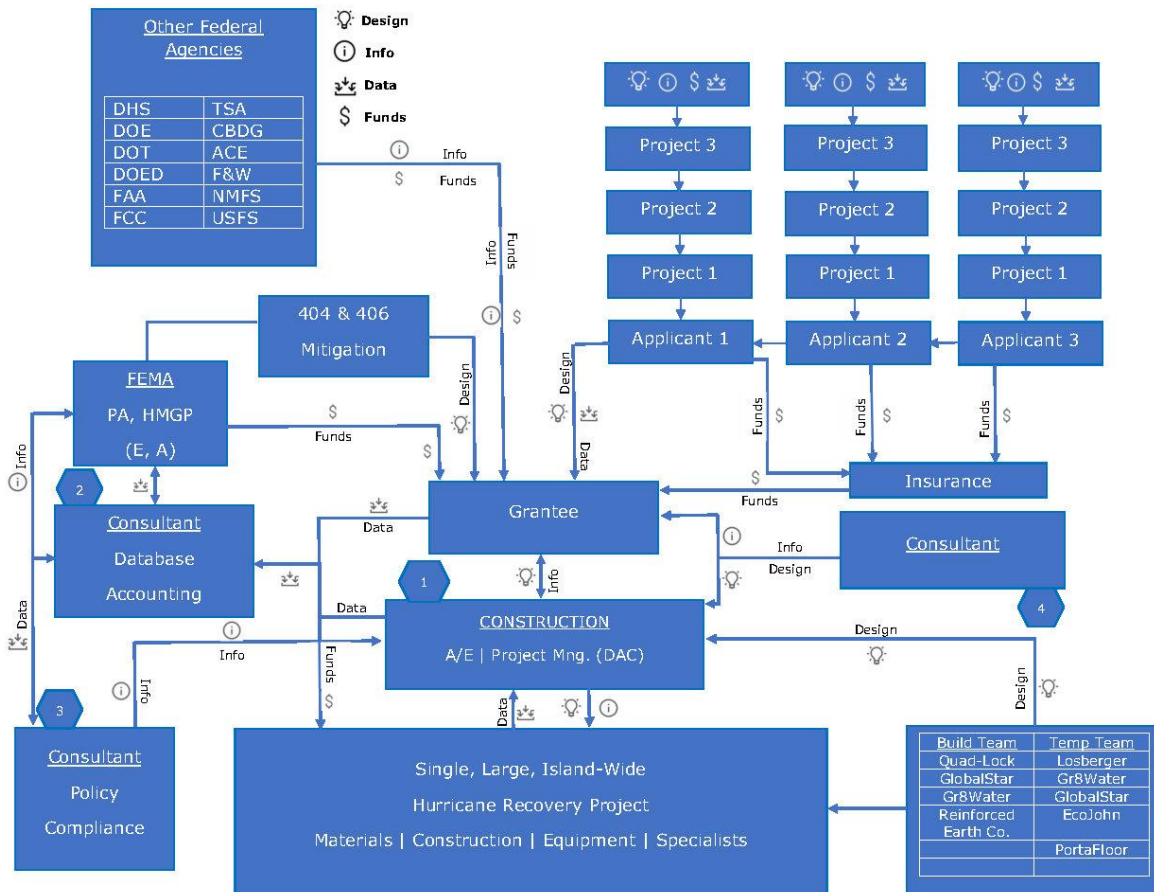 Other Federal
Agencies
DHS TSA
DOE CBDG
DOT ACE
DOED F&W
FAA NMFS
FCC USFS
Design
Info
Data
$ Funds
$ $ $
Project 3 Project 3 Project 3
Project 2 Project 2 Project 2
Project 1 Project 1 Project 1
Applicant 1 Applicant 2 Applicant 3
Info
$ Funds
Info Funds
$
404 & 406
Mitigation
Design
FEMA
PA, HMGP
(E, A)
$
Funds
$
Design
Data
Funds $
Funds $
Funds $
Insurance
$
Funds
Info
2
Consultant
Database
Accounting
Data
Grantee
Info
Info
Design
Consultant
4
1
CONSTRUCTION
A/E | Project Mng. (DAC)
Data
Funds
$
Info
Info
Data
Design
Design
3
Consultant
Policy
Compliance
Data
Single, Large, Island-Wide
Hurricane Recovery Project
Materials | Construction | Equipment | Specialists
Build Team Temp Team
Quad-Lock Losberger
GlobalStar Gr8Water
Gr8Water GlobalStar
Reinforced EcoJohn
Earth Co.
PortaFloor